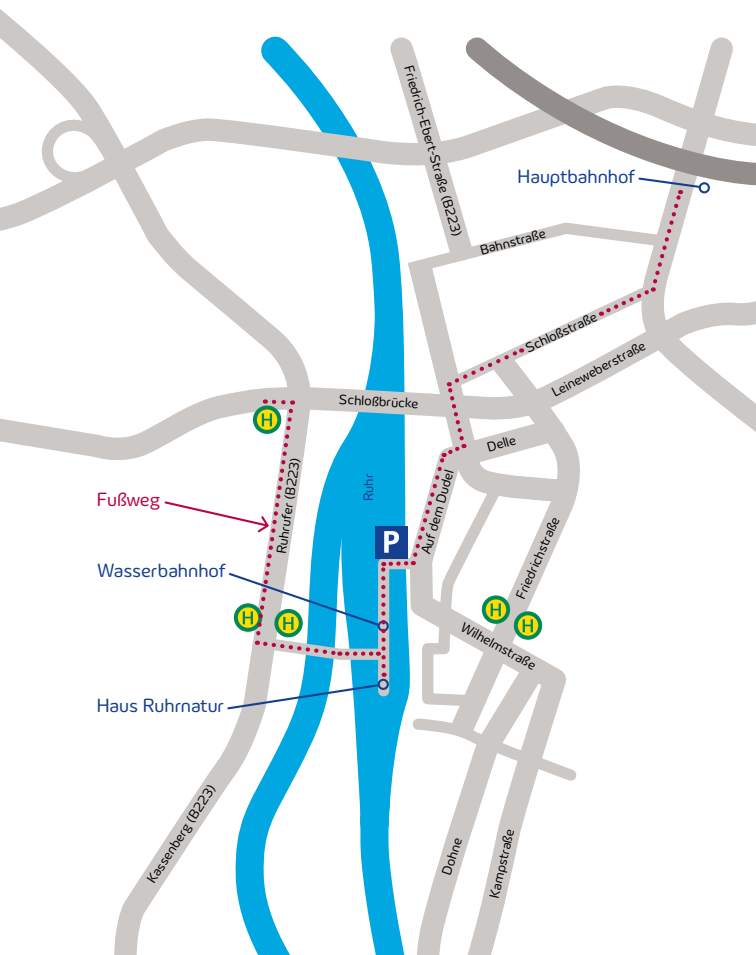 Friedrich-Ebert-Straße (B223)
Hauptbahnhof
Bahnstraße
Schloßstraße
Leineweberstraße
Schloßbrücke
H
Delle
Ruhr
Ruhrufer (B223)
Auf dem Dudel
Fußweg
P
Friedrichstraße
Wasserbahnhof
H
H
H
H
Wilhelmstraße
Haus Ruhrnatur
Kassenberg (B223)
Dohne
Kampstraße